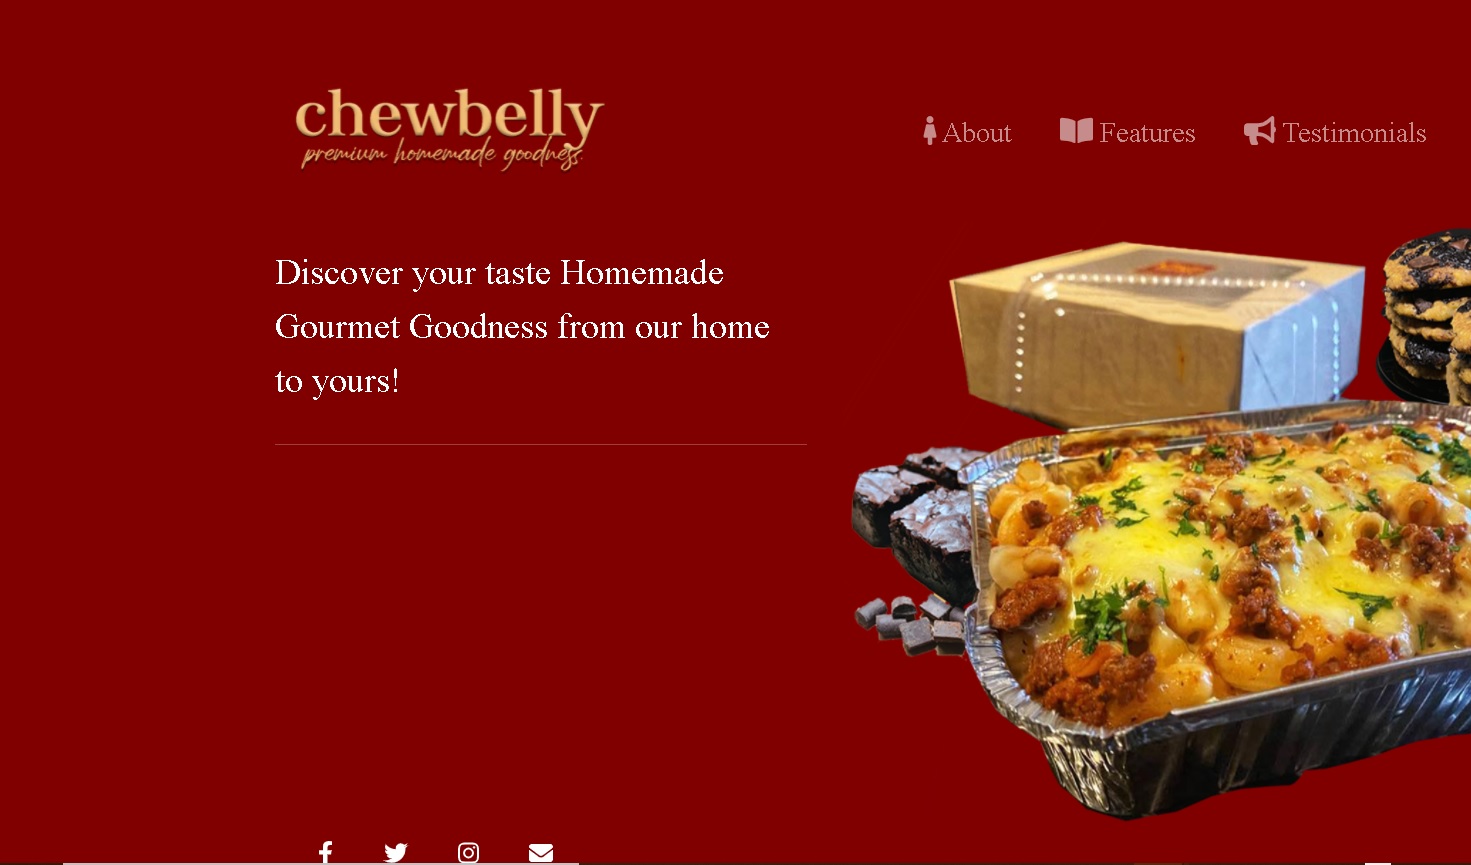 chewbelly
premium homemade goodness.
About
Features
Testimonials
Discover your taste Homemade
Gourmet Goodness from our home
to yours!